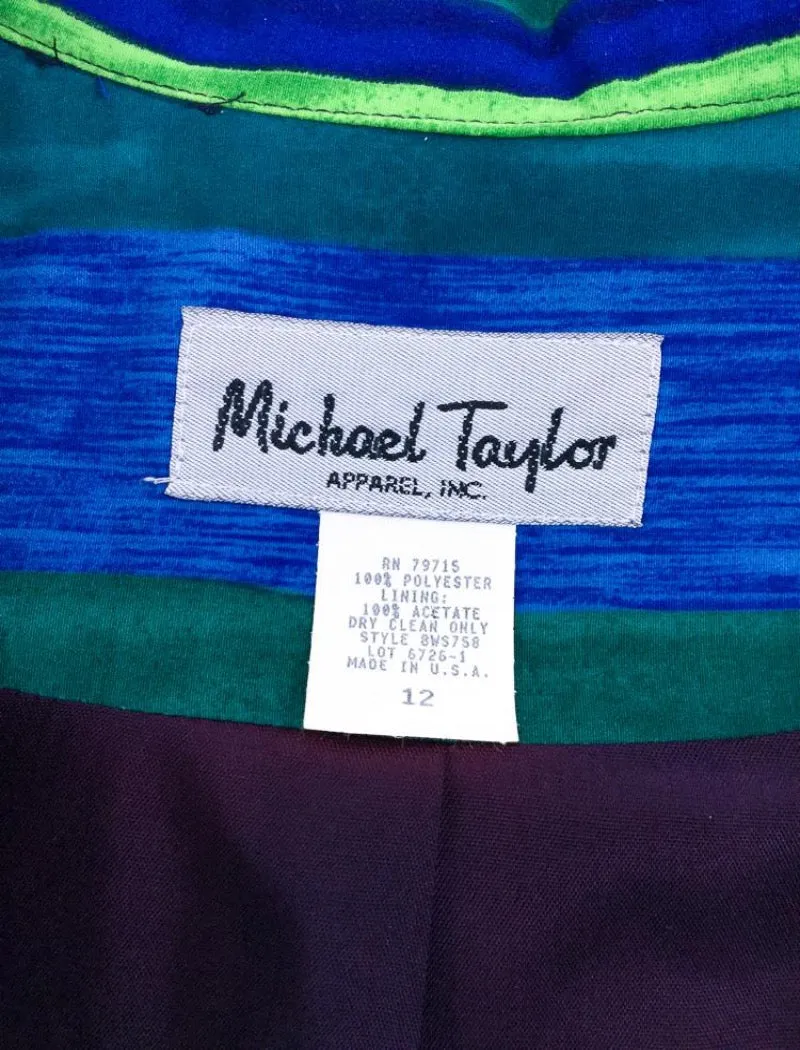 Michael Taylor
APPAREL, INC.
RN 79715
100% POLYESTER
LINING:
100% ACETATE
DRY CLEAN ONLY
STYLE 8WS758
LOT 6726-1
MADE IN U.S.A.
12